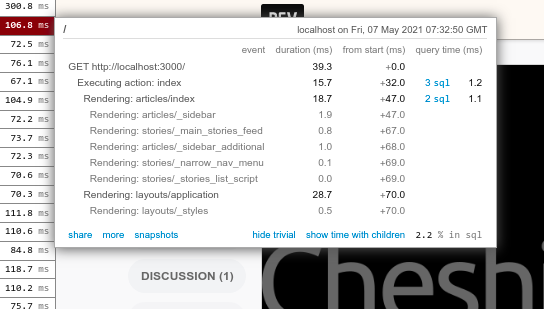 300.8 ms
106.8 ms
72.5 ms
76.1 ms
67.1 ms
104.9 ms
72.2 ms
73.7 ms
72.3 ms
70.6 ms
70.3 ms
111.8 ms
110.6 ms
84.8 ms
118.7 ms
110.2 ms
75.7 ms
DEV
/ localhost on Fri, 07 May 2021 07:32:50 GMT
event duration (ms) from start (ms) query time (ms)
GET http://localhost:3000/ 39.3 +0.0
Executing action: index 15.7 +32.0 3 sql 1.2
Rendering: articles/index 18.7 +47.0 2 sql 1.1
Rendering: articles/_sidebar 1.9 +47.0
Rendering: stories/_main_stories_feed 0.8 +67.0
Rendering: articles/_sidebar_additional 1.0 +68.0
Rendering: stories/_narrow_nav_menu 0.1 +69.0
Rendering: stories/_stories_list_script 0.0 +69.0
Rendering: layouts/application 28.7 +70.0
Rendering: layouts/_styles 0.5 +70.0
share more snapshots hide trivial show time with children 2.2 % in sql
DISCUSSION (1)
Cheshi